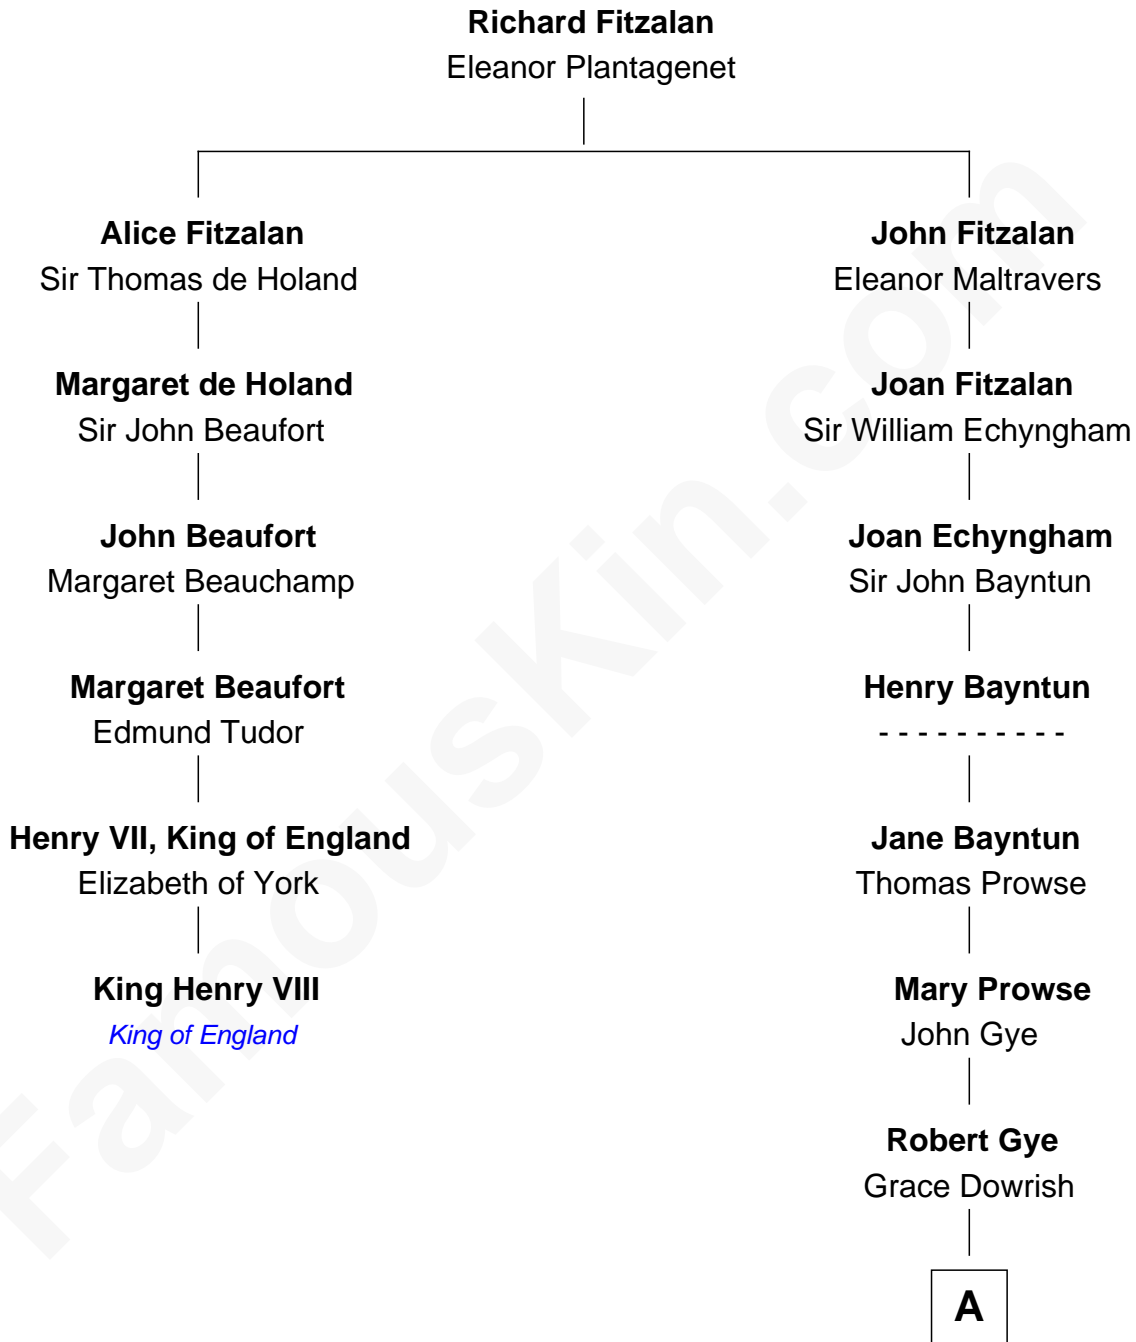 Richard Fitzalan
Eleanor Plantagenet
Alice Fitzalan
Sir Thomas de Holand
Margaret de Holand
Sir John Beaufort
John Beaufort
Margaret Beauchamp
Margaret Beaufort
Edmund Tudor
Henry VII, King of England
Elizabeth of York
King Henry VIII
King of England
John Fitzalan
Eleanor Maltravers
Joan Fitzalan
Sir William Echyngham
Joan Echyngham
Sir John Bayntun
Henry Bayntun
- - - - - - - - - -
Jane Bayntun
Thomas Prowse
Mary Prowse
John Gye
Robert Gye
Grace Dowrish
A
FamousKin.com